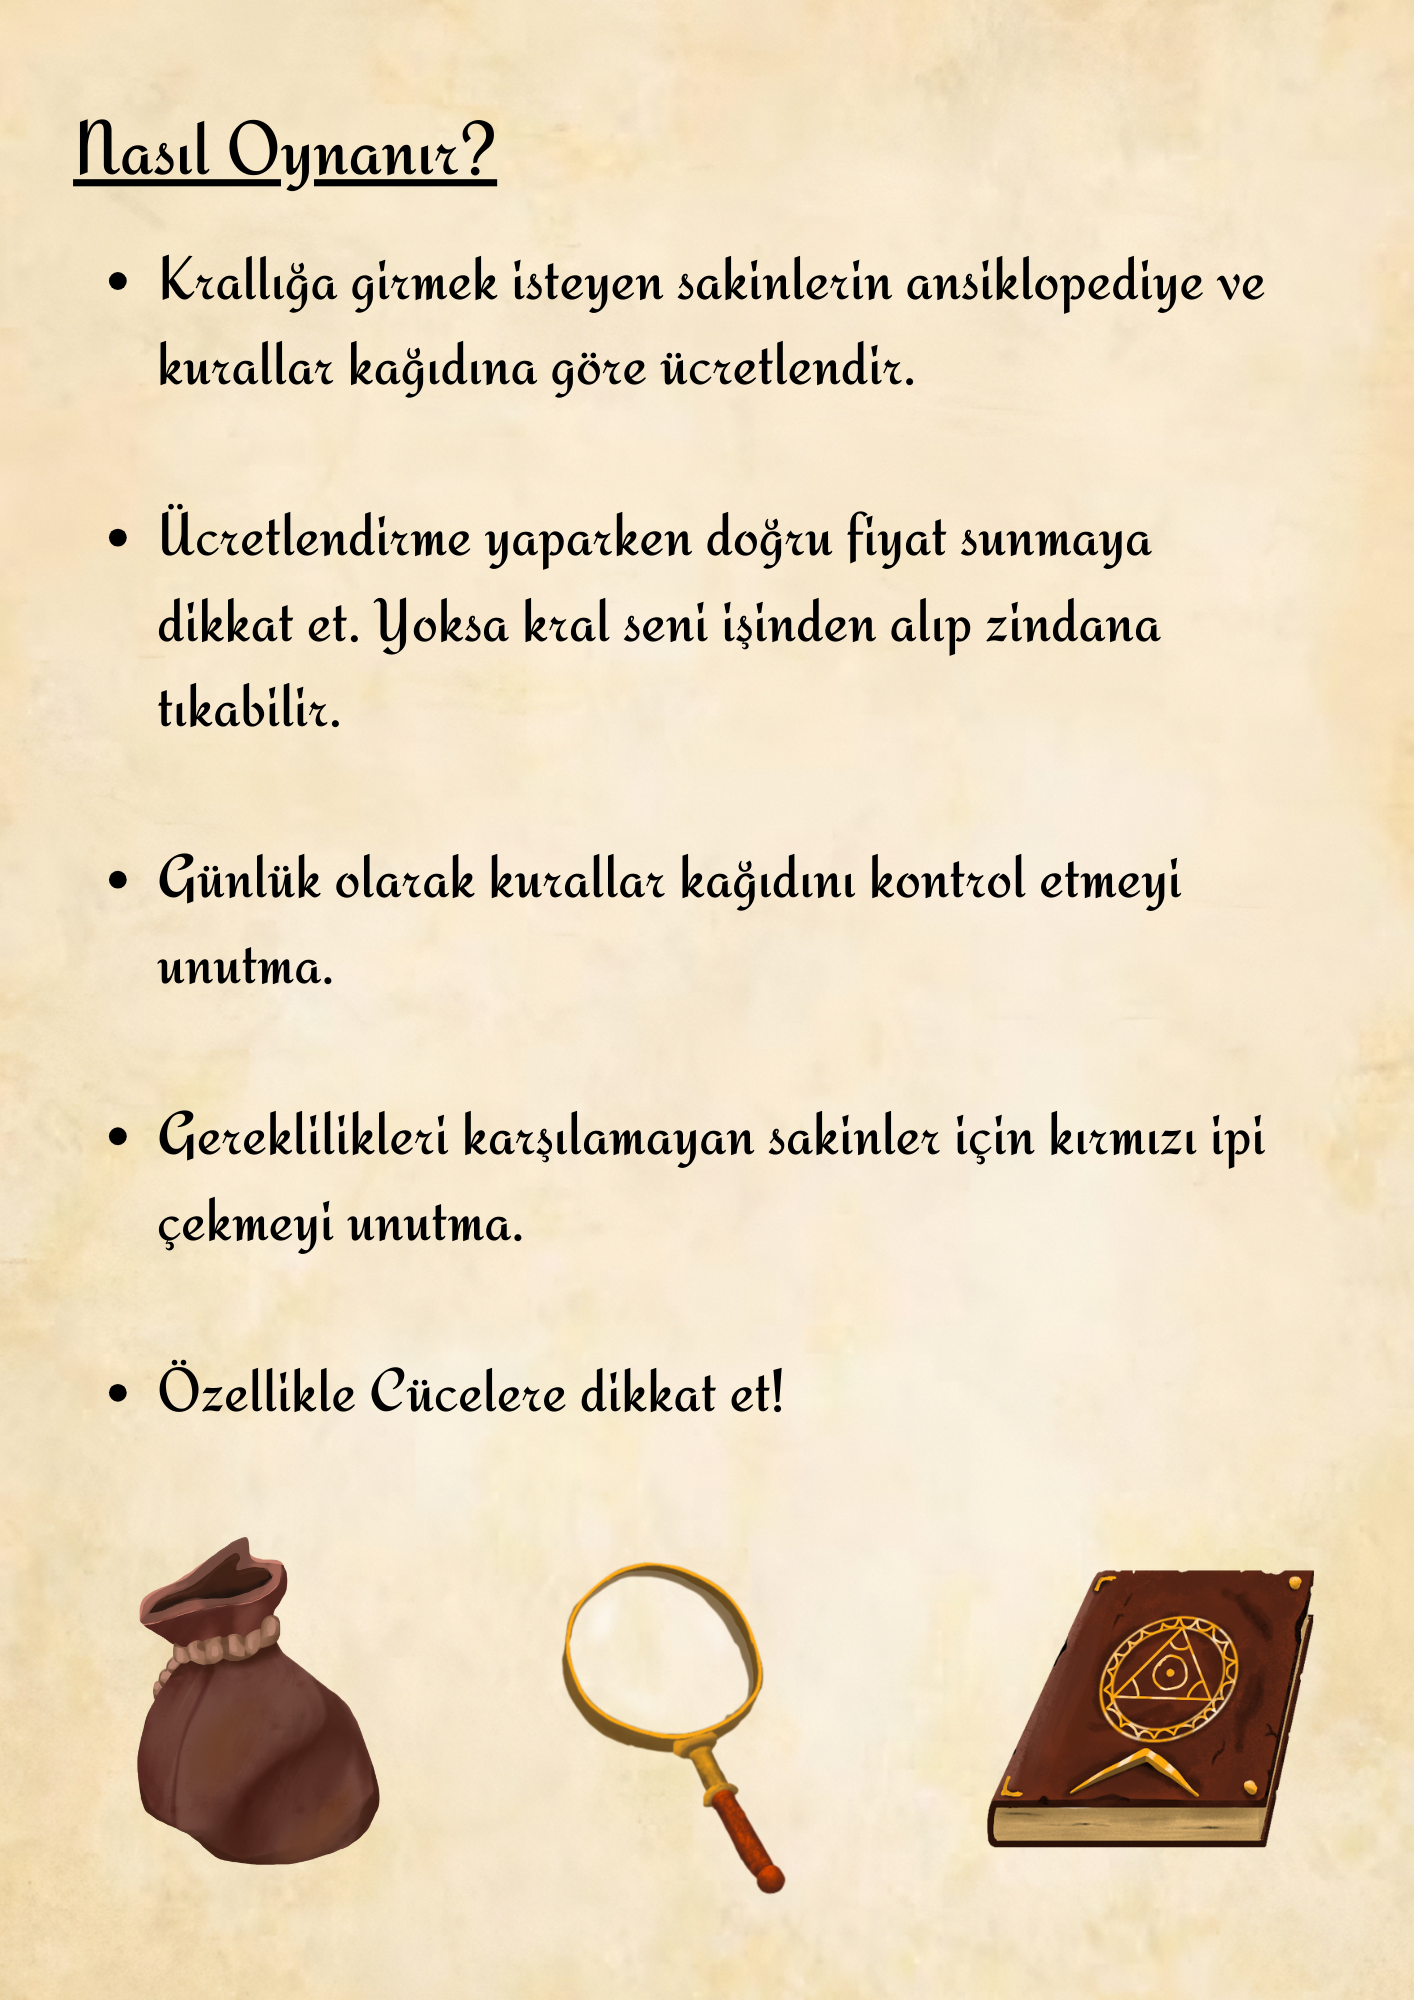 Nasıl Oynanır?
• Krallığa girmek isteyen sakinlerin ansiklopediye ve
kurallar kağıdına göre ücretlendir.
• Ücretlendirme yaparken doğru fiyat sunmaya
dikkat et. Yoksa kral seni işinden alıp zindana
tıkabilir.
• Günlük olarak kurallar kağıdını kontrol etmeyi
unutma.
• Gereklilikleri karşılamayan sakinler için kırmızı ipi
çekmeyi unutma.
• Özellikle Cücelere dikkat et!